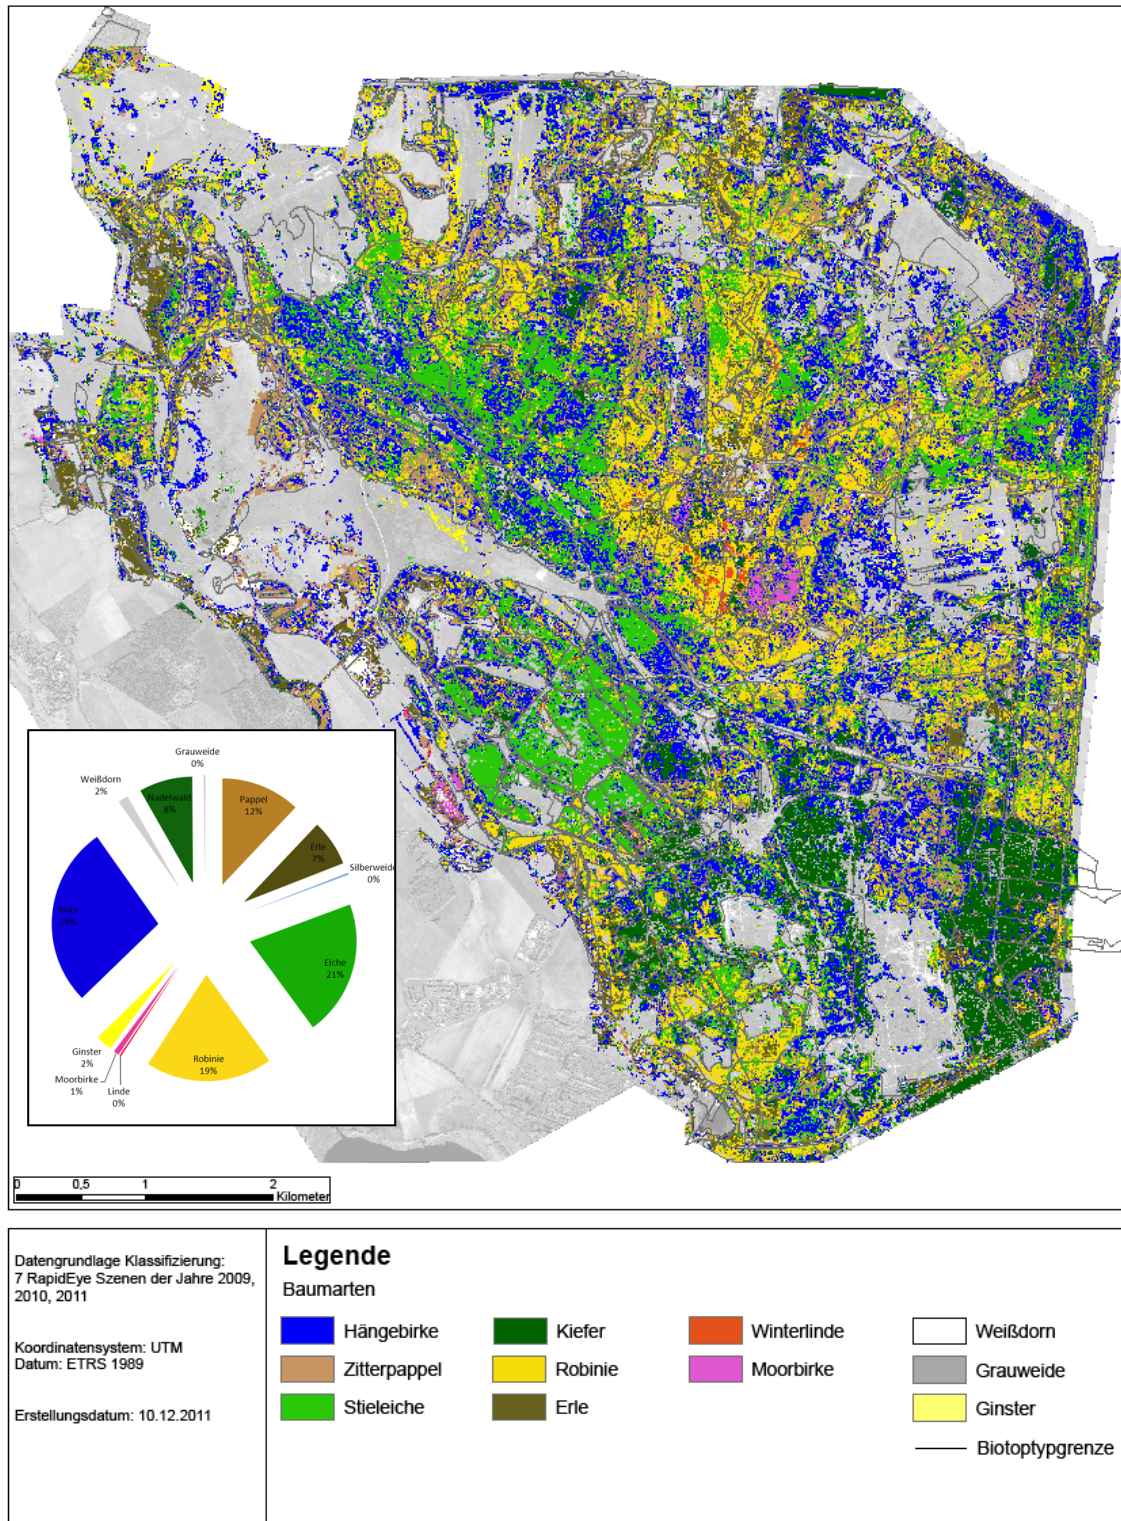 Grauweide
0%
Weißdorn
2%
Nadelwald
8%
Pappel
12%
Erle
7%
Silberweide
0%
Birke
Eiche
21%
Robinie
19%
Ginster
2%
Moorbirke
1%
Linde
0%
0 0,5 1 2
Kilometer
Datengrundlage Klassifizierung:
7 RapidEye Szenen der Jahre 2009,
2010, 2011
Koordinatensystem: UTM
Datum: ETRS 1989
Erstellungsdatum: 10.12.2011
Legende
Baumarten
Hängebirke Kiefer Winterlinde Weißdorn
Zitterpappel Robinie Moorbirke Grauweide
Stieleiche Erle Ginster
Biotoptypgrenze